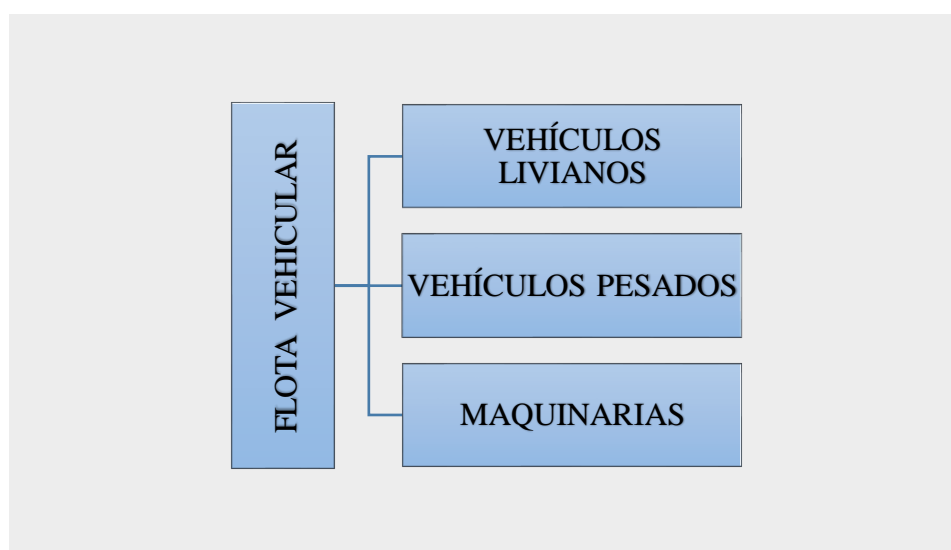 FLOTA VEHICULAR
VEHÍCULOS
LIVIANOS
VEHÍCULOS PESADOS
MAQUINARIAS